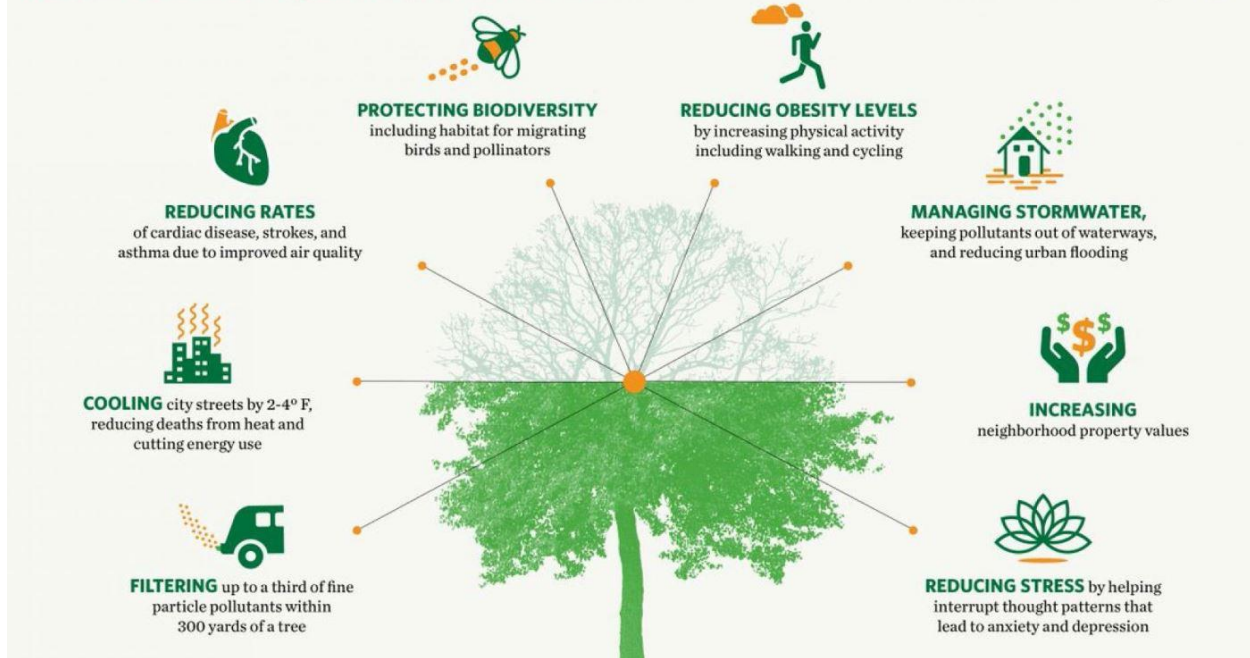 PROTECTING BIODIVERSITY
including habitat for migrating
birds and pollinators
REDUCING OBESITY LEVELS
by increasing physical activity
including walking and cycling
REDUCING RATES
of cardiac disease, strokes, and
asthma due to improved air quality
MANAGING STORMWATER,
keeping pollutants out of waterways,
and reducing urban flooding
COOLING city streets by 2-4º F,
reducing deaths from heat and
cutting energy use
$ $ $
INCREASING
neighborhood property values
FILTERING up to a third of fine
particle pollutants within
300 yards of a tree
REDUCING STRESS by helping
interrupt thought patterns that
lead to anxiety and depression